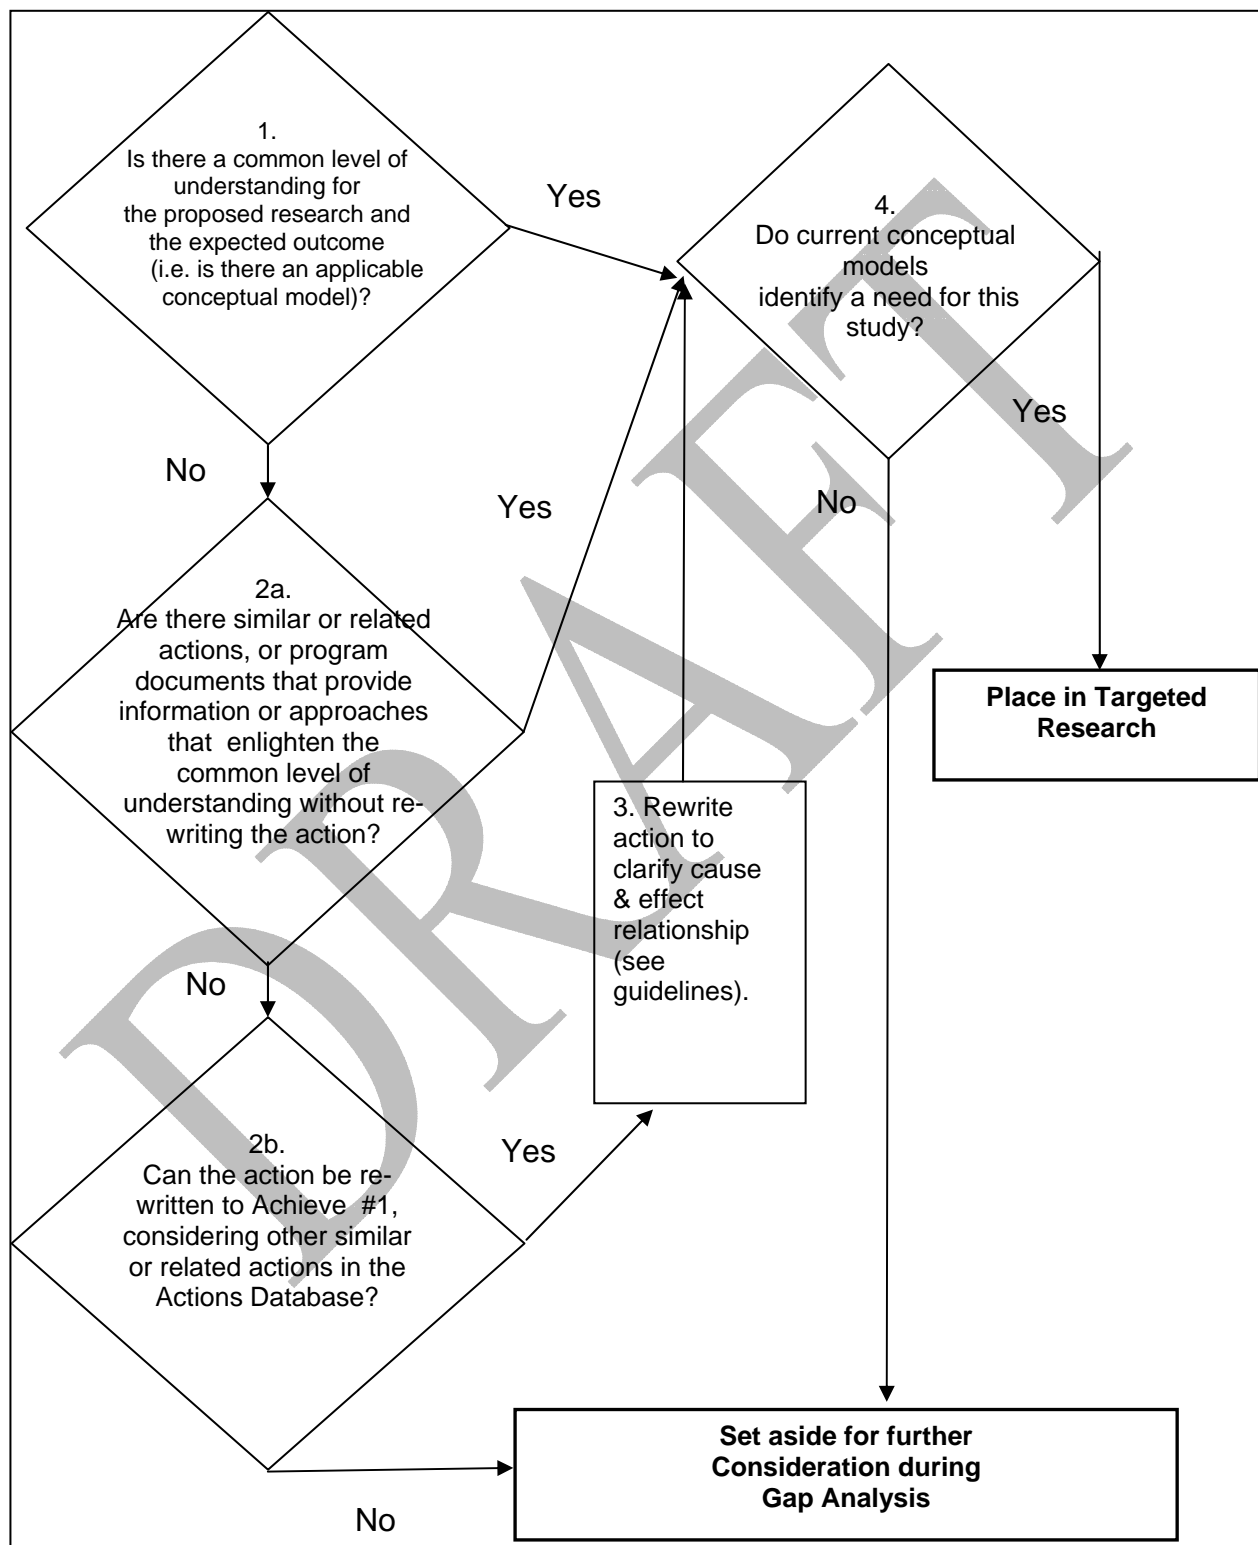 1.
Is there a common level of
understanding for
the proposed research and
the expected outcome
(i.e. is there an applicable
conceptual model)?
Yes
No
4.
Do current conceptual
models
identify a need for this
study?
Yes
No
2a.
Are there similar or related
actions, or program
documents that provide
information or approaches
that enlighten the
common level of
understanding without re-
writing the action?
Yes
No
Place in Targeted
Research
3. Rewrite
action to
clarify cause
& effect
relationship
(see
guidelines).
2b.
Can the action be re-
written to Achieve #1,
considering other similar
or related actions in the
Actions Database?
Yes
No
Set aside for further
Consideration during
Gap Analysis
DRAFT